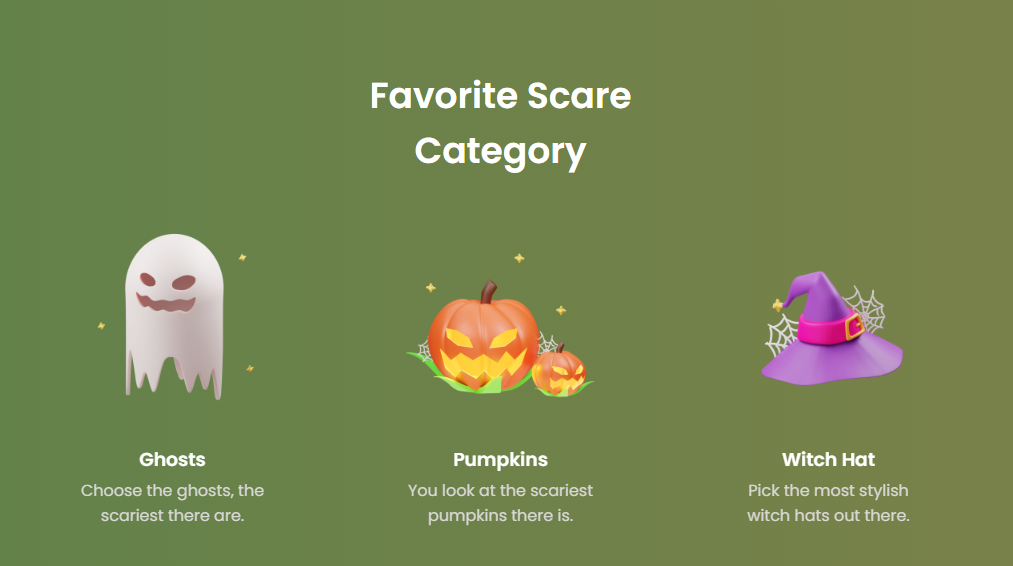 Favorite Scare
Category
Ghosts
Choose the ghosts, the
scariest there are.
Pumpkins
You look at the scariest
pumpkins there is.
Witch Hat
Pick the most stylish
witch hats out there.